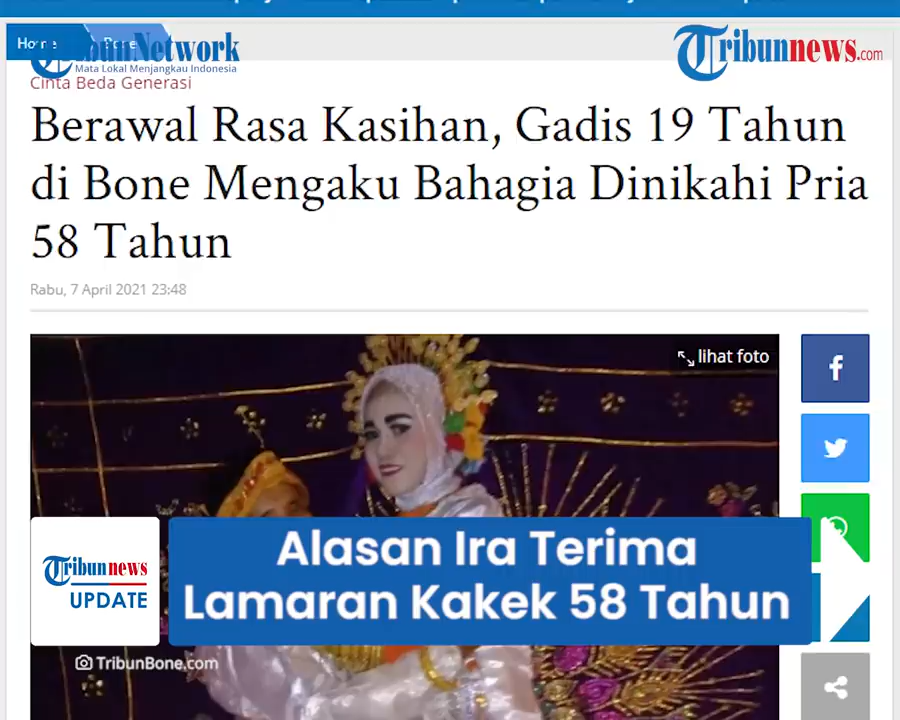 Home Bone
TribunNetwork
Mata Lokal Menjangkau Indonesia
Tribunnews.com
Cinta Beda Generasi
Berawal Rasa Kasihan, Gadis 19 Tahun
di Bone Mengaku Bahagia Dinikahi Pria
58 Tahun
Rabu, 7 April 2021 23:48
lihat foto
Tribunnews
UPDATE
Alasan Ira Terima
Lamaran Kakek 58 Tahun
TribunBone.com